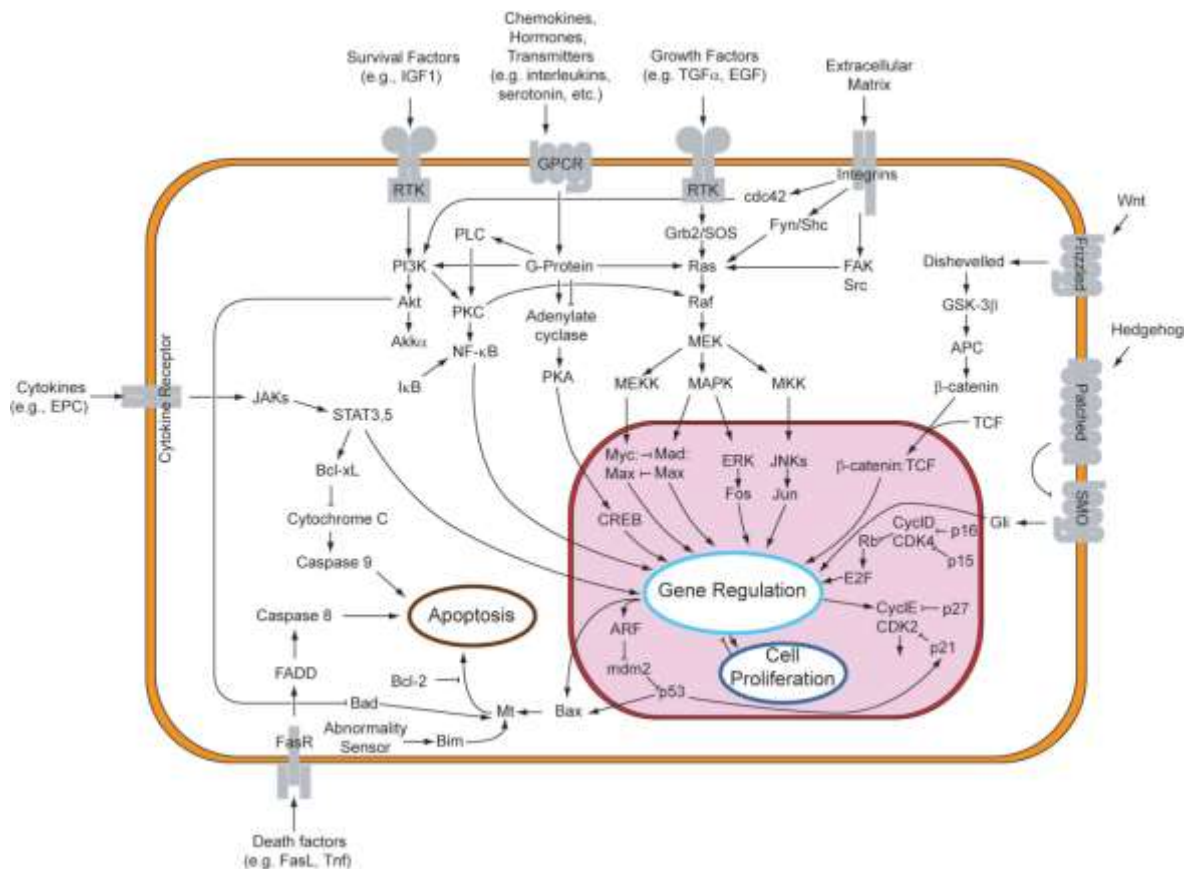 Chemokines,
Hormones,
Transmitters
(e.g. interleukins,
serotonin, etc.)
Survival Factors
(e.g., IGF1)
Growth Factors
(e.g. TGFα, EGF)
Extracellular
Matrix
RTK
GPCR
RTK
Integrins
cdc42
Wnt
Fyn/Shc
Grb2/SOS
PLC
Frizzled
PI3K
G-Protein
Ras
FAK
Src
Dishevelled
Akt
PKC
Raf
GSK-3β
Adenylate
cyclase
Hedgehog
Akkα
NF-κB
MEK
APC
IκB
PKA
MEKK
MAPK
MKK
β-catenin
Patched
Cytokine Receptor
Cytokines
(e.g., EPC)
JAKs
STAT3,5
TCF
Myc:
Max
Mad:
Max
ERK
JNKs
β-catenin:TCF
Bcl-xL
Fos
Jun
SMO
Cytochrome C
CREB
Gli
CyclD
CDK4
p16
Rb
p15
Caspase 9
E2F
Gene Regulation
Apoptosis
Caspase 8
CyclE
CDK2
p27
ARF
p21
FADD
mdm2
Cell
Proliferation
Bcl-2
p53
Bad
Mt
Bax
Abnormality
Sensor
Bim
FasR
Death factors
(e.g. FasL, Tnf)